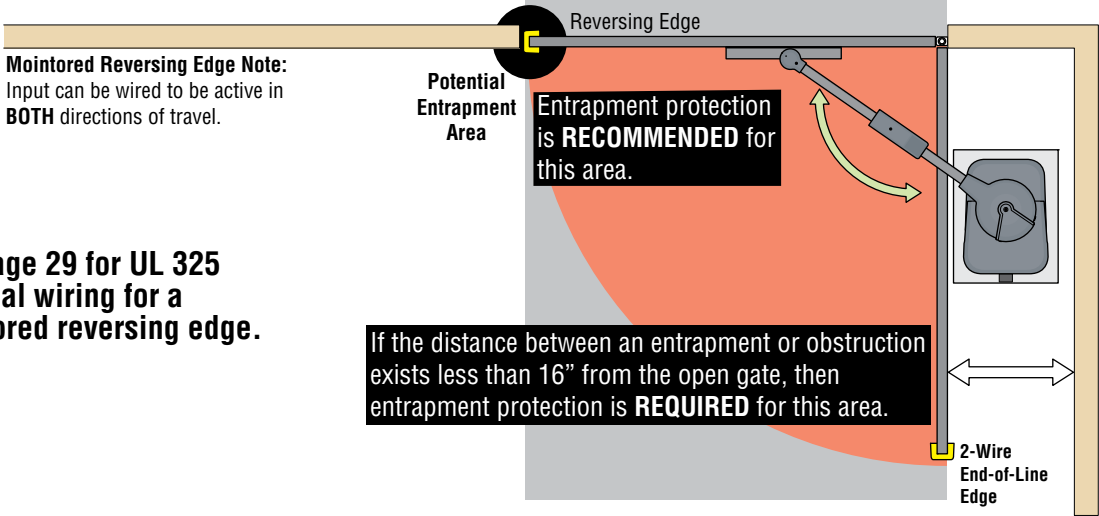 Reversing Edge
Mointored Reversing Edge Note:
Input can be wired to be active in
BOTH directions of travel.
Potential
Entrapment
Area
Entrapment protection
is RECOMMENDED for
this area.
29 for UL 325
wiring for a
reversing edge.
If the distance between an entrapment or obstruction
exists less than 16” from the open gate, then
entrapment protection is REQUIRED for this area.
2-Wire
End-of-Line
Edge